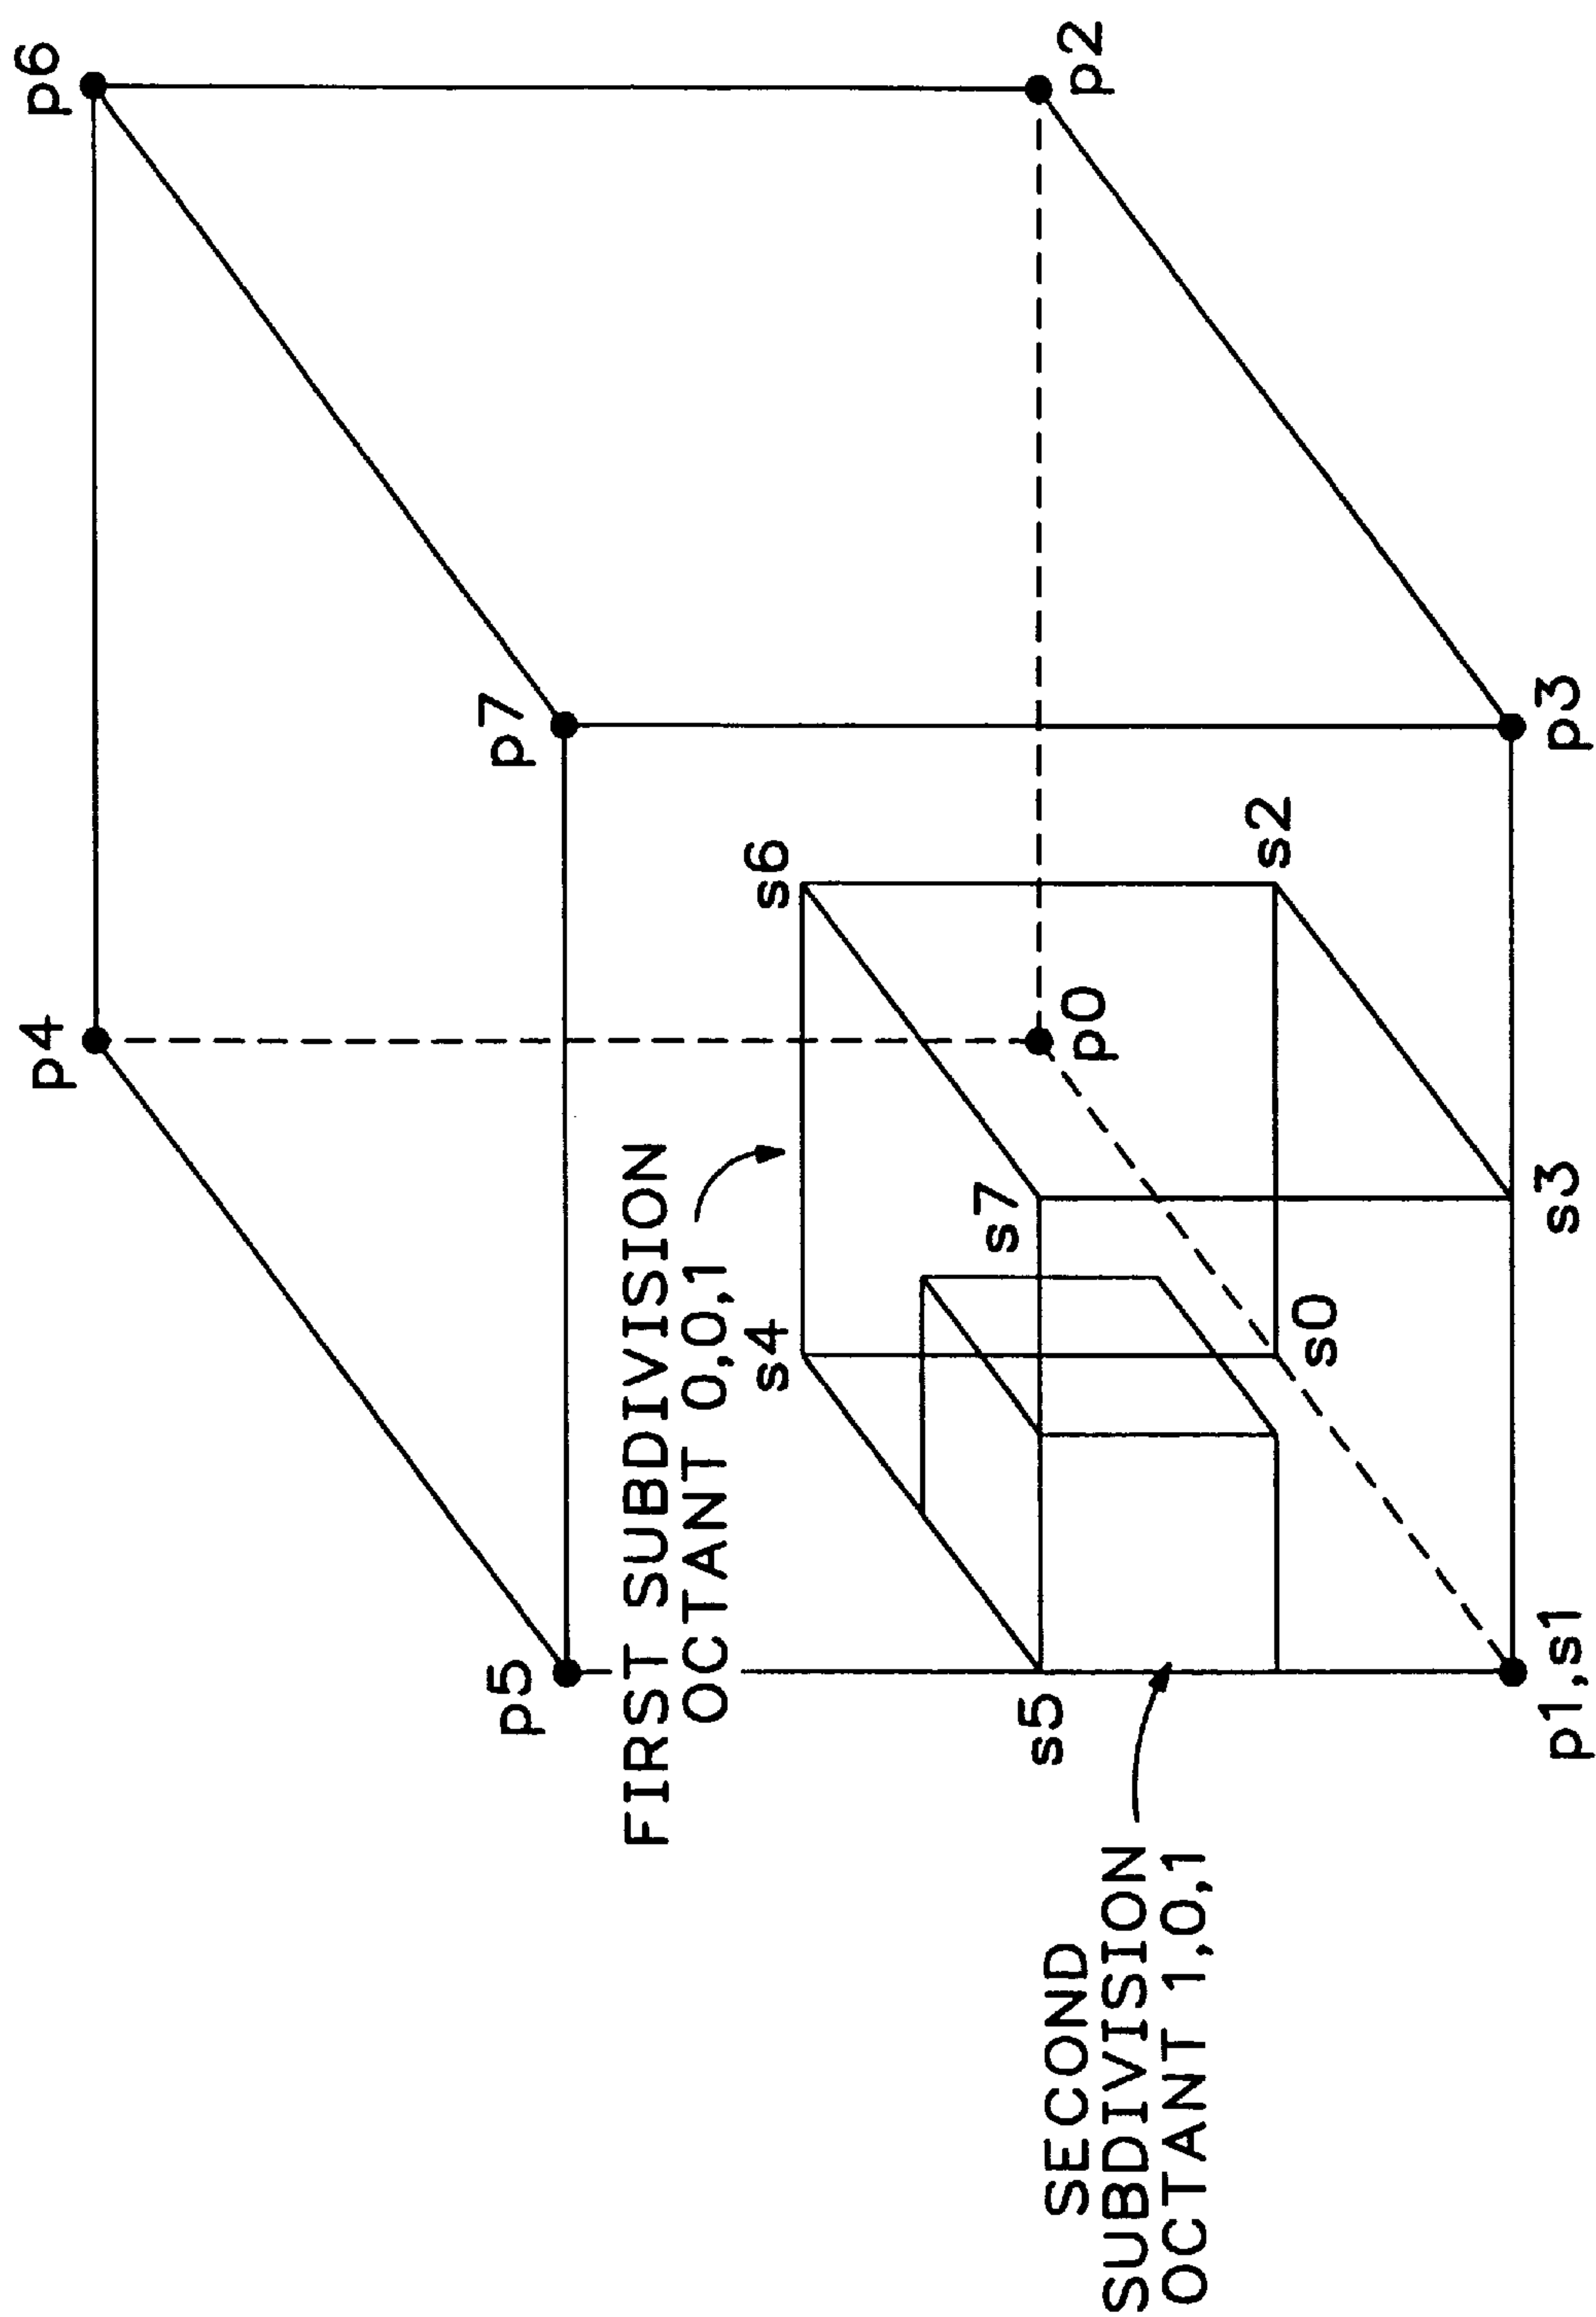 p4
p6
p5
p7
FIRST SUBDIVISION
OCTANT 0,0,1
s4
s6
s7
s5
p0
p2
SECOND
SUBDIVISION
OCTANT 1,0,1
s0
s2
p1,s1
s3
p3